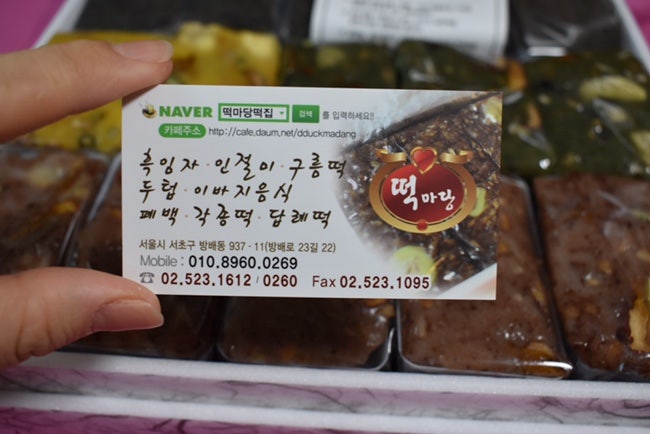 NAVER 떡마당떡집 검색 를 입력하세요!!
카페주소 http://cafe.daum.net/dduckmadang
흑임자·인절미·구름떡
두텁·이바지음식
폐백·각종떡·답례떡
떡마당
서울시 서초구 방배동 937-11(방배로 23길 22)
Mobile : 010.8960.0269
☎ 02.523.1612 / 0260 Fax 02.523.1095